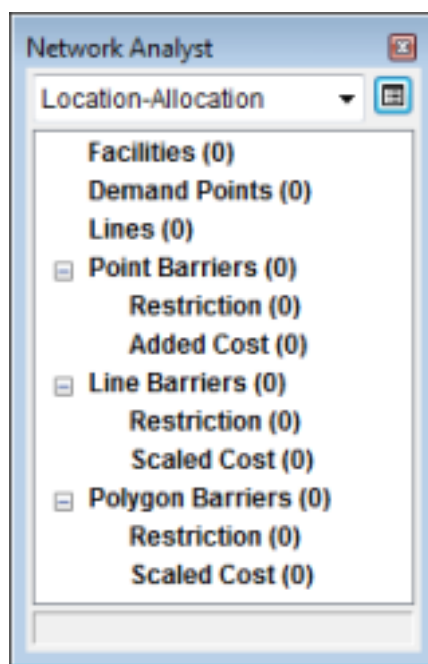 Network Analyst
Location-Allocation
Facilities (0)
Demand Points (0)
Lines (0)
Point Barriers (0)
Restriction (0)
Added Cost (0)
Line Barriers (0)
Restriction (0)
Scaled Cost (0)
Polygon Barriers (0)
Restriction (0)
Scaled Cost (0)